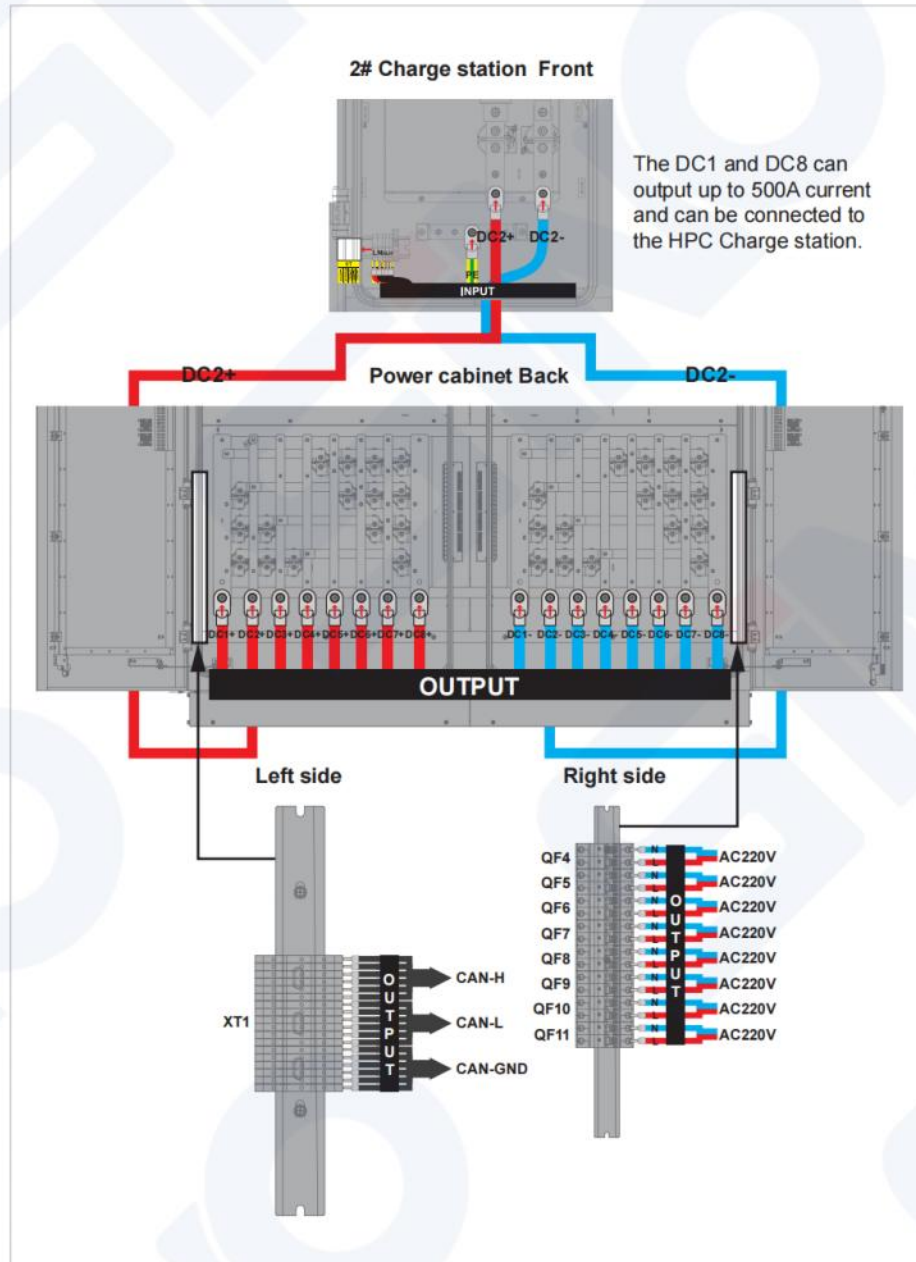 2# Charge station Front
The DC1 and DC8 can
output up to 500A current
and can be connected to
the HPC Charge station.
DC2+ DC2-
PE
INPUT
DC2+ Power cabinet Back DC2-
DC1+ DC2+ DC3+ DC4+ DC5+ DC6+ DC7+ DC8+ DC1- DC2- DC3- DC4- DC5- DC6- DC7- DC8-
OUTPUT
Left side Right side
XT1
OUTPUT
CAN-H
CAN-L
CAN-GND
OUTPUT
QF4 N L AC220V
QF5 N L AC220V
QF6 N L AC220V
QF7 N L AC220V
QF8 N L AC220V
QF9 N L AC220V
QF10 N L AC220V
QF11 N L AC220V